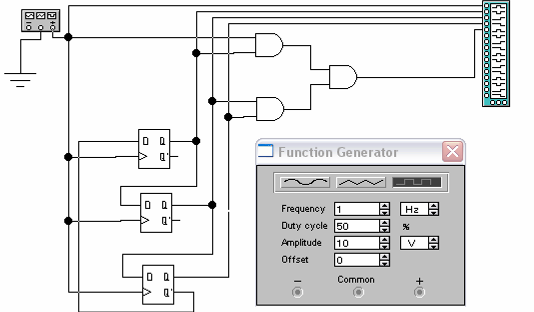 D Q
Q'
D Q
Q'
D Q
Q'
Function Generator
Frequency 1 Hz
Duty cycle 50 %
Amplitude 10 V
Offset 0
− Common +